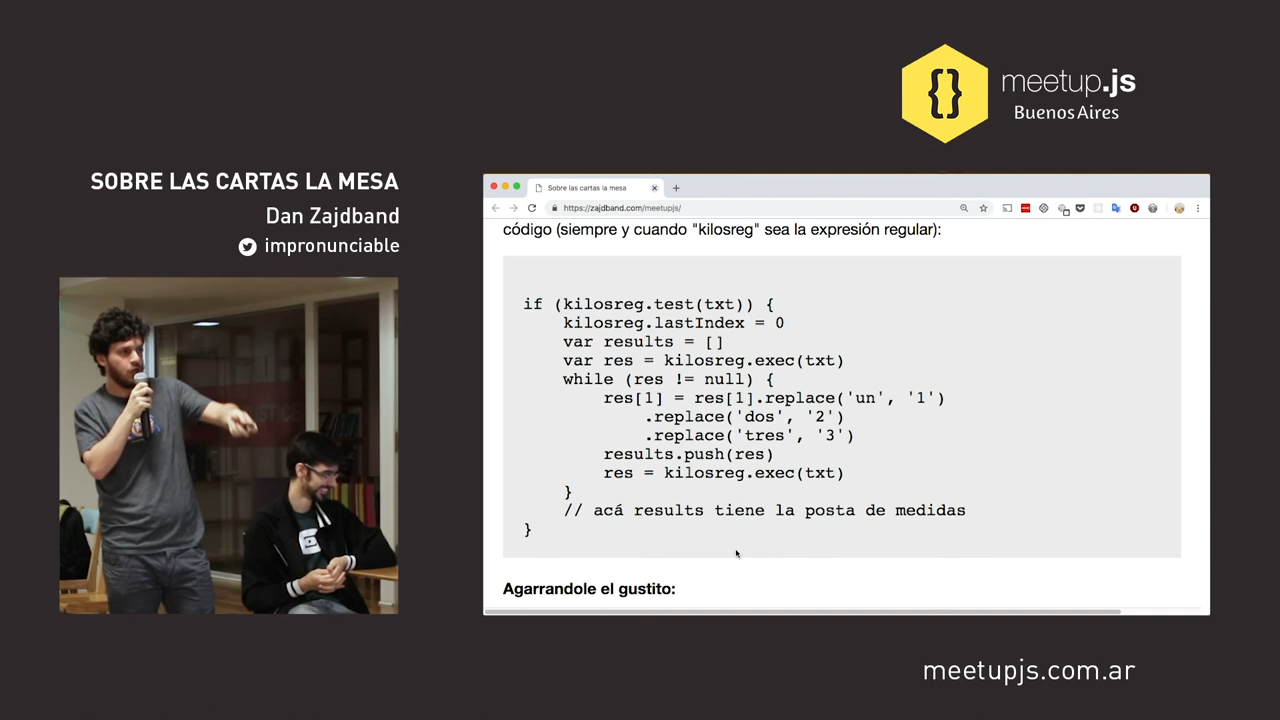 {}
meetup.js
Buenos Aires
SOBRE LAS CARTAS LA MESA
Dan Zajdband
impronunciable
Sobre las cartas la mesa
https://zajdband.com/meetupjs/
código (siempre y cuando "kilosreg" sea la expresión regular):
if (kilosreg.test(txt)) {
    kilosreg.lastIndex = 0
    var results = []
    var res = kilosreg.exec(txt)
    while (res != null) {
        res[1] = res[1].replace('un', '1')
            .replace('dos', '2')
            .replace('tres', '3')
        results.push(res)
        res = kilosreg.exec(txt)
    }
    // acá results tiene la posta de medidas
}
Agarrandole el gustito:
meetupjs.com.ar